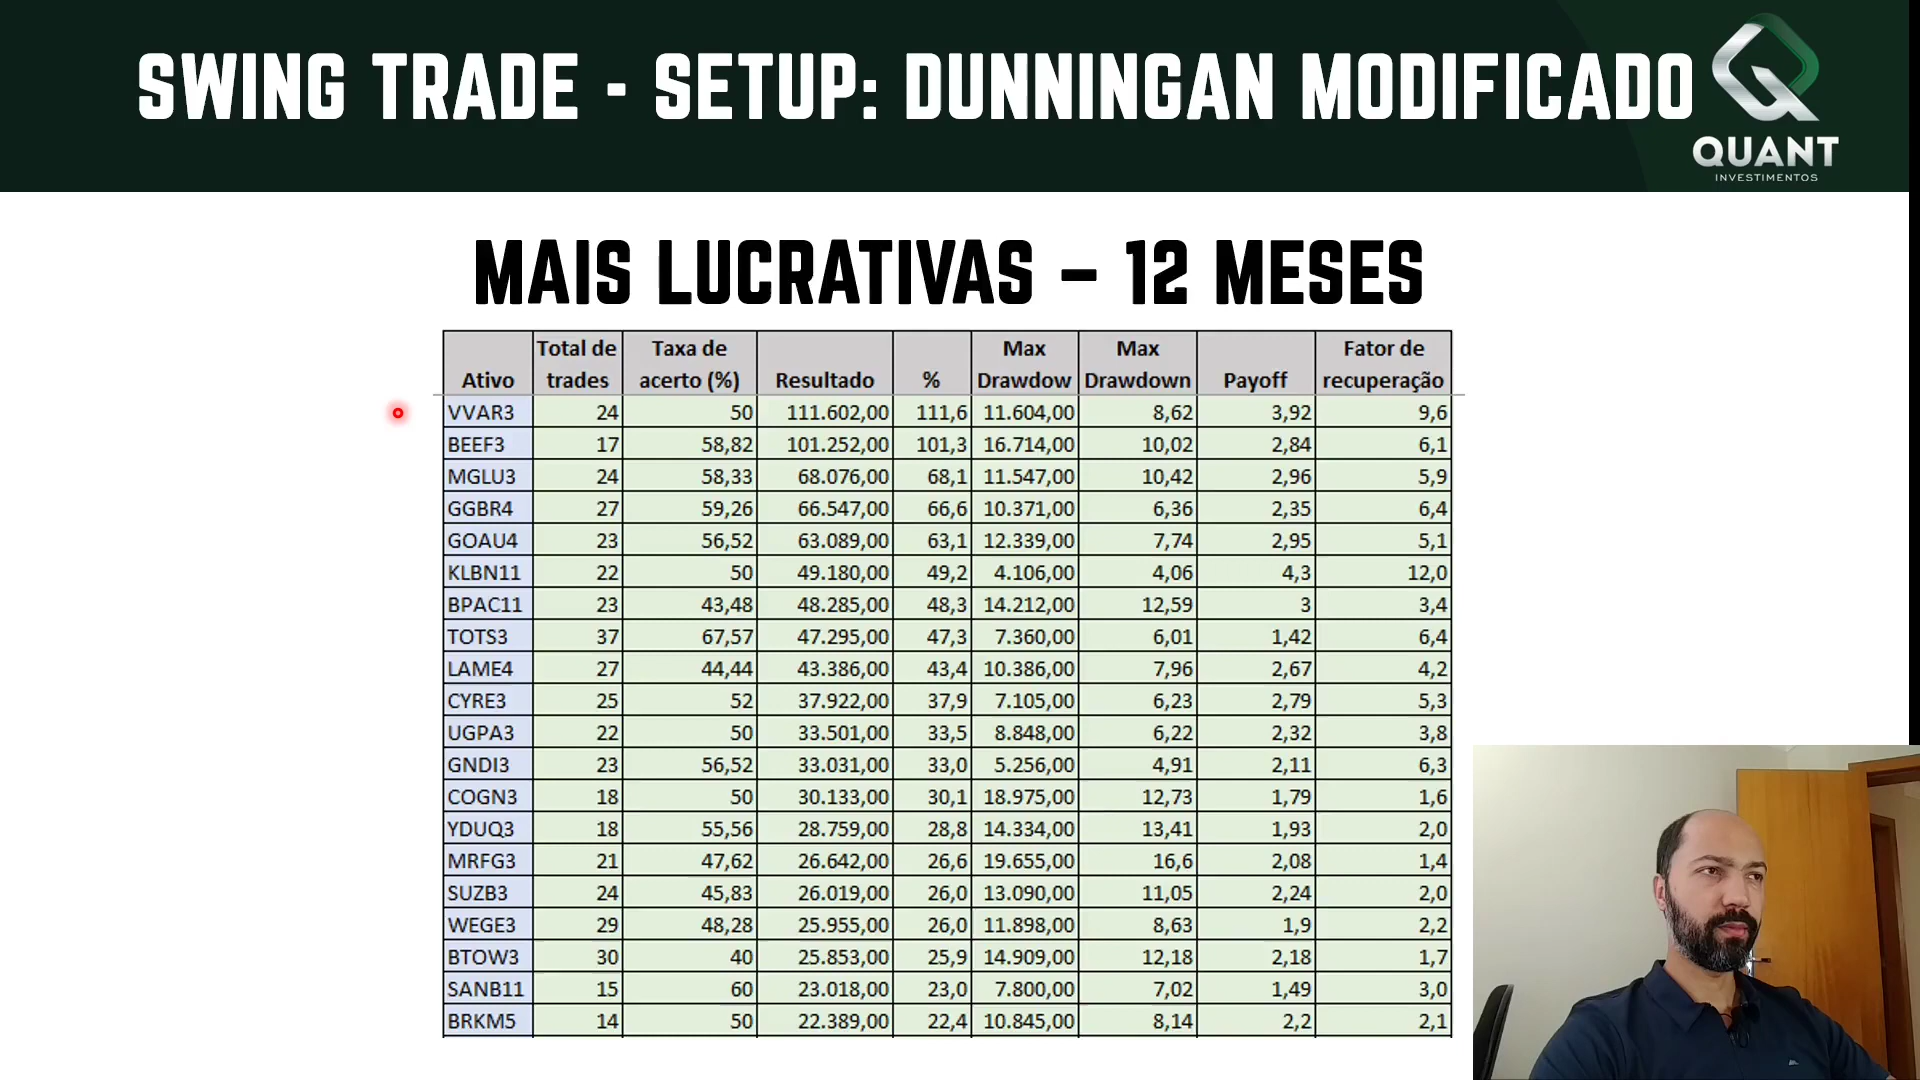 SWING TRADE - SETUP: DUNNINGAN MODIFICADO
QUANT
INVESTIMENTOS
MAIS LUCRATIVAS – 12 MESES
Ativo Total de trades Taxa de acerto (%) Resultado % Max Drawdow Max Drawdown Payoff Fator de recuperação
VVAR3 24 50 111.602,00 111,6 11.604,00 8,62 3,92 9,6
BEEF3 17 58,82 101.252,00 101,3 16.714,00 10,02 2,84 6,1
MGLU3 24 58,33 68.076,00 68,1 11.547,00 10,42 2,96 5,9
GGBR4 27 59,26 66.547,00 66,6 10.371,00 6,36 2,35 6,4
GOAU4 23 56,52 63.089,00 63,1 12.339,00 7,74 2,95 5,1
KLBN11 22 50 49.180,00 49,2 4.106,00 4,06 4,3 12,0
BPAC11 23 43,48 48.285,00 48,3 14.212,00 12,59 3 3,4
TOTS3 37 67,57 47.295,00 47,3 7.360,00 6,01 1,42 6,4
LAME4 27 44,44 43.386,00 43,4 10.386,00 7,96 2,67 4,2
CYRE3 25 52 37.922,00 37,9 7.105,00 6,23 2,79 5,3
UGPA3 22 50 33.501,00 33,5 8.848,00 6,22 2,32 3,8
GNDI3 23 56,52 33.031,00 33,0 5.256,00 4,91 2,11 6,3
COGN3 18 50 30.133,00 30,1 18.975,00 12,73 1,79 1,6
YDUQ3 18 55,56 28.759,00 28,8 14.334,00 13,41 1,93 2,0
MRFG3 21 47,62 26.642,00 26,6 19.655,00 16,6 2,08 1,4
SUZB3 24 45,83 26.019,00 26,0 13.090,00 11,05 2,24 2,0
WEGE3 29 48,28 25.955,00 26,0 11.898,00 8,63 1,9 2,2
BTOW3 30 40 25.853,00 25,9 14.909,00 12,18 2,18 1,7
SANB11 15 60 23.018,00 23,0 7.800,00 7,02 1,49 3,0
BRKM5 14 50 22.389,00 22,4 10.845,00 8,14 2,2 2,1